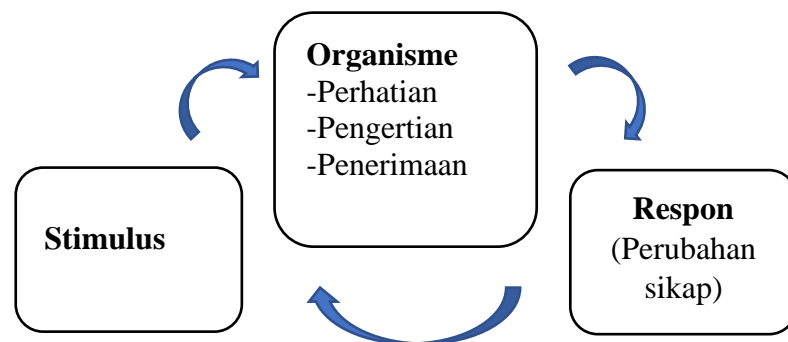 Stimulus
Organisme
-Perhatian
-Pengertian
-Penerimaan
Respon
(Perubahan
sikap)